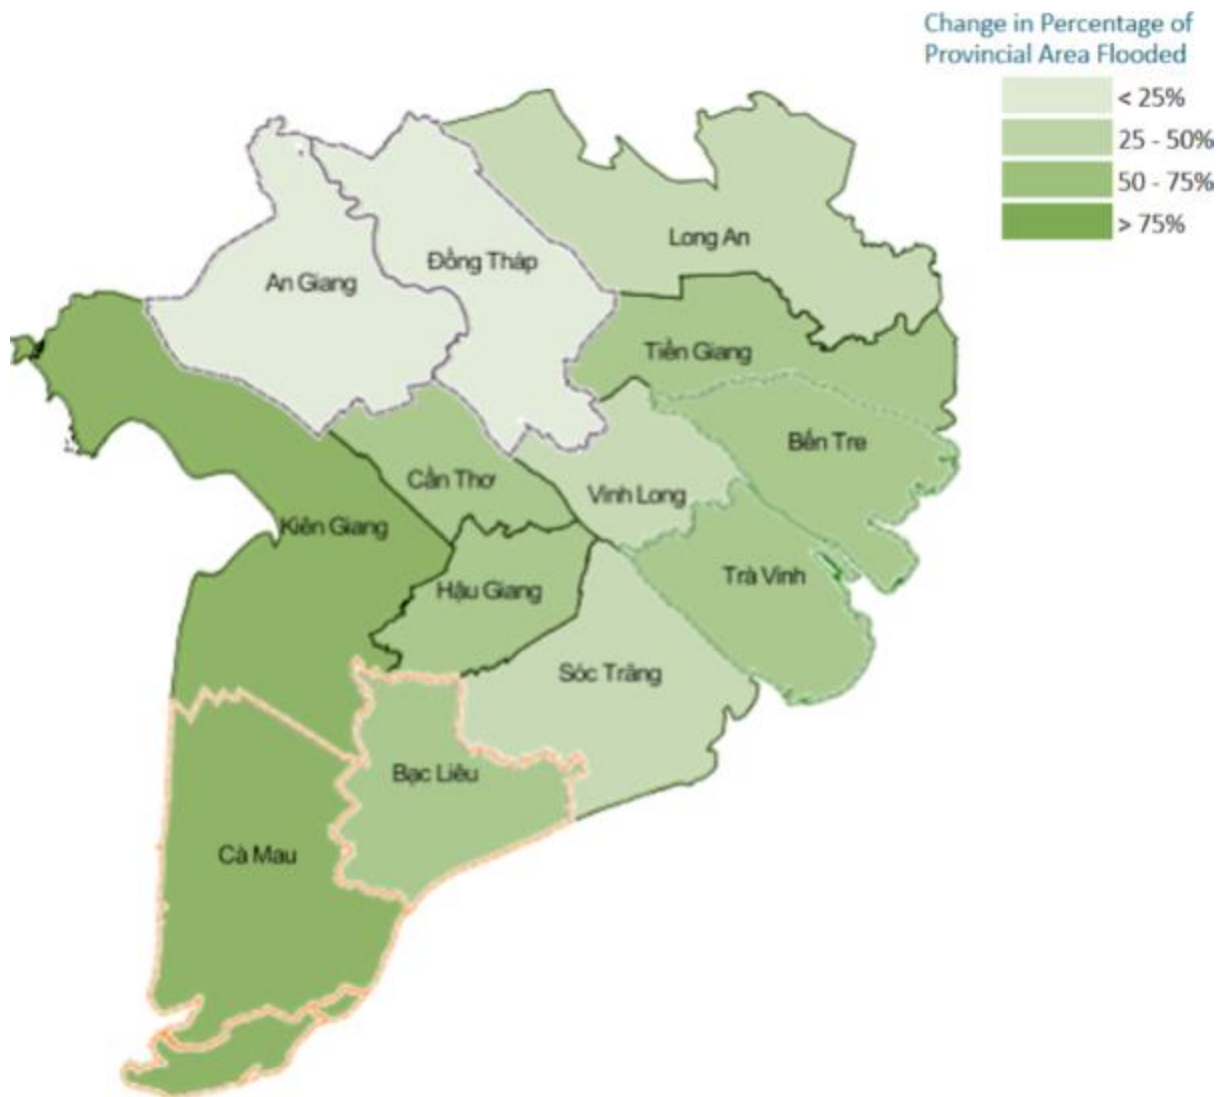 Change in Percentage of
Provincial Area Flooded
< 25%
25 - 50%
50 - 75%
> 75%
Long An
Đồng Tháp
An Giang
Tiền Giang
Bến Tre
Cần Thơ
Vinh Long
Kiên Giang
Trà Vinh
Hậu Giang
Sóc Trăng
Bạc Liêu
Cà Mau